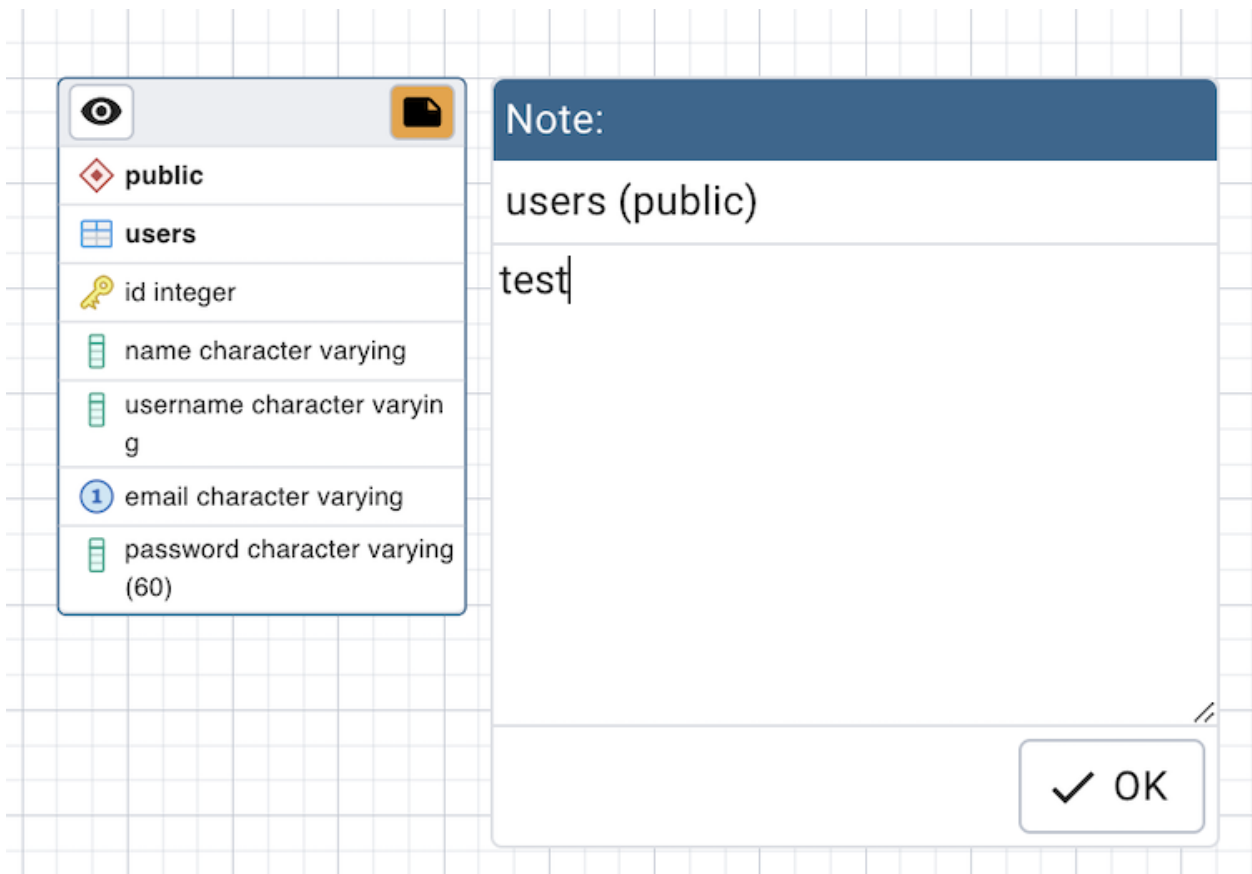 public
users
id integer
name character varying
username character varyin
g
1
email character varying
password character varying
(60)
Note:
users (public)
test
OK